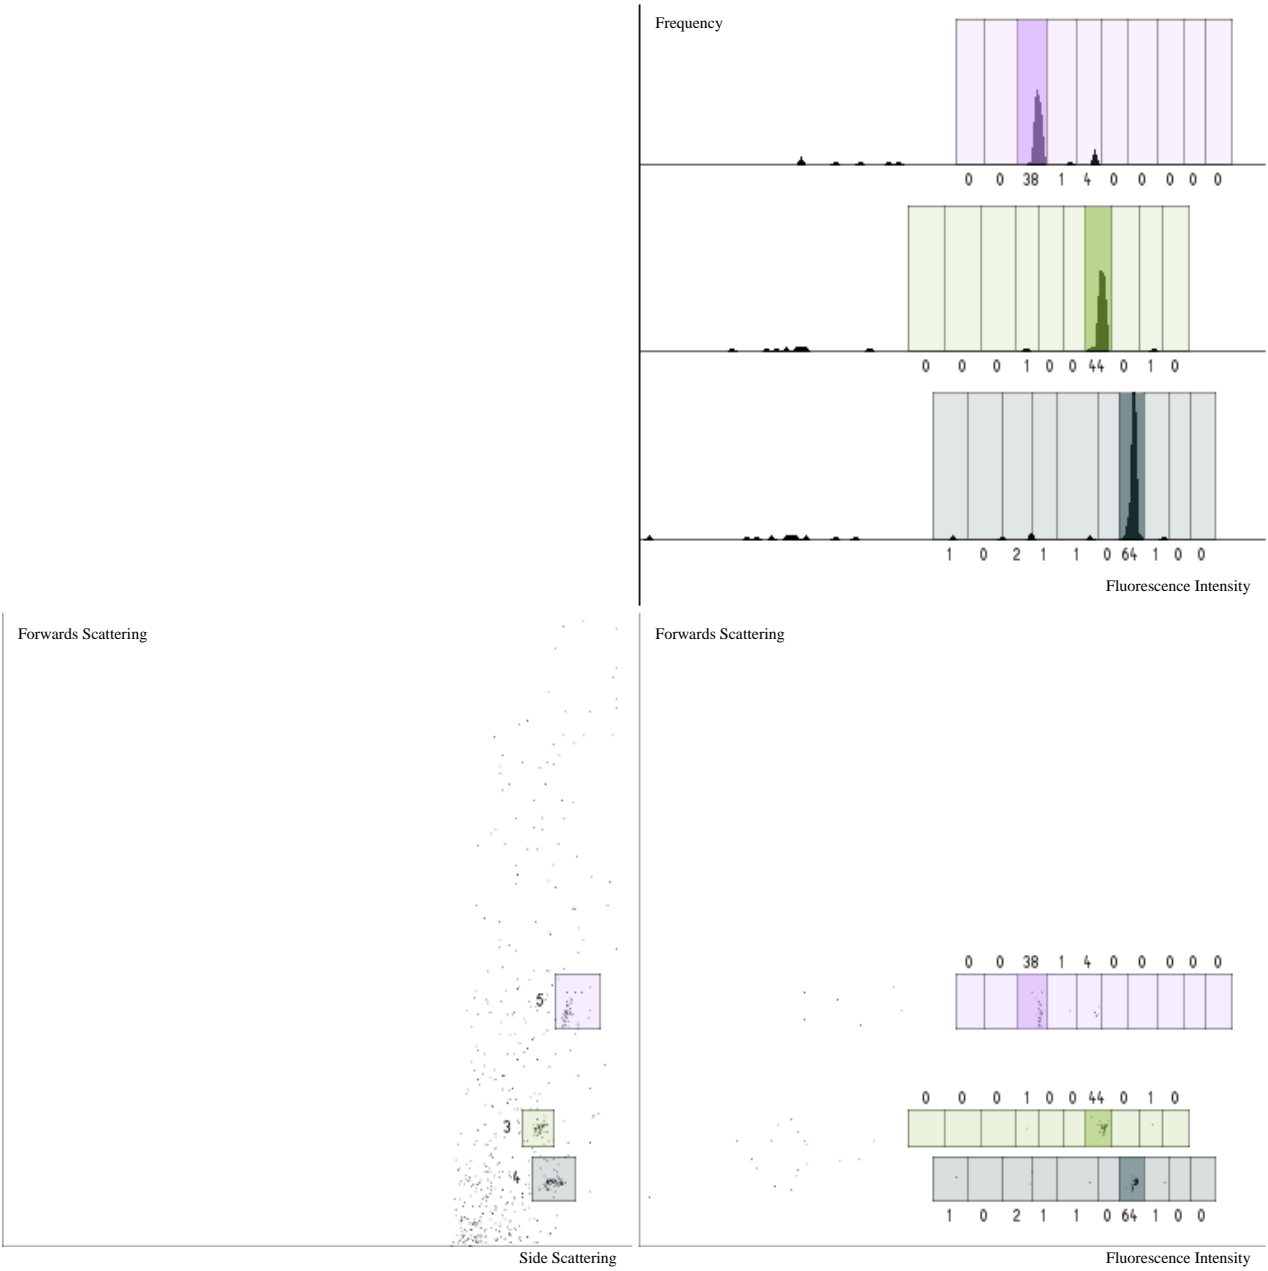 Frequency
0 0 38 1 4 0 0 0 0 0
0 0 0 1 0 0 44 0 1 0
1 0 2 1 1 0 64 1 0 0
Fluorescence Intensity
Forwards Scattering
5
3
4
Side Scattering
Forwards Scattering
0 0 38 1 4 0 0 0 0 0
0 0 0 1 0 0 44 0 1 0
1 0 2 1 1 0 64 1 0 0
Fluorescence Intensity